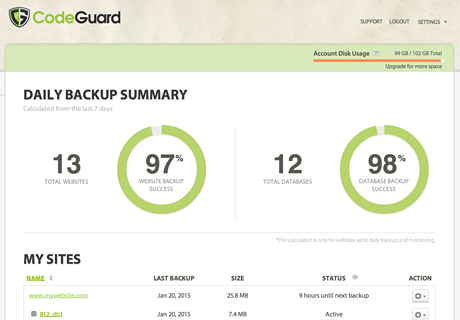 CodeGuard
SUPPORT LOGOUT SETTINGS
Account Disk Usage ? 99 GB / 102 GB Total
Upgrade for more space
DAILY BACKUP SUMMARY
Calculated from the last 7 days
13
TOTAL WEBSITES
97%
WEBSITE BACKUP
SUCCESS
12
TOTAL DATABASES
98%
DATABASE BACKUP
SUCCESS
*This calculation is only for websites set to daily backup and monitoring.
MY SITES
NAME LAST BACKUP SIZE STATUS ? ACTION
www.mywebsite.com Jan 20, 2015 25.8 MB 9 hours until next backup
812_db1 Jan 20, 2015 7.4 MB Active